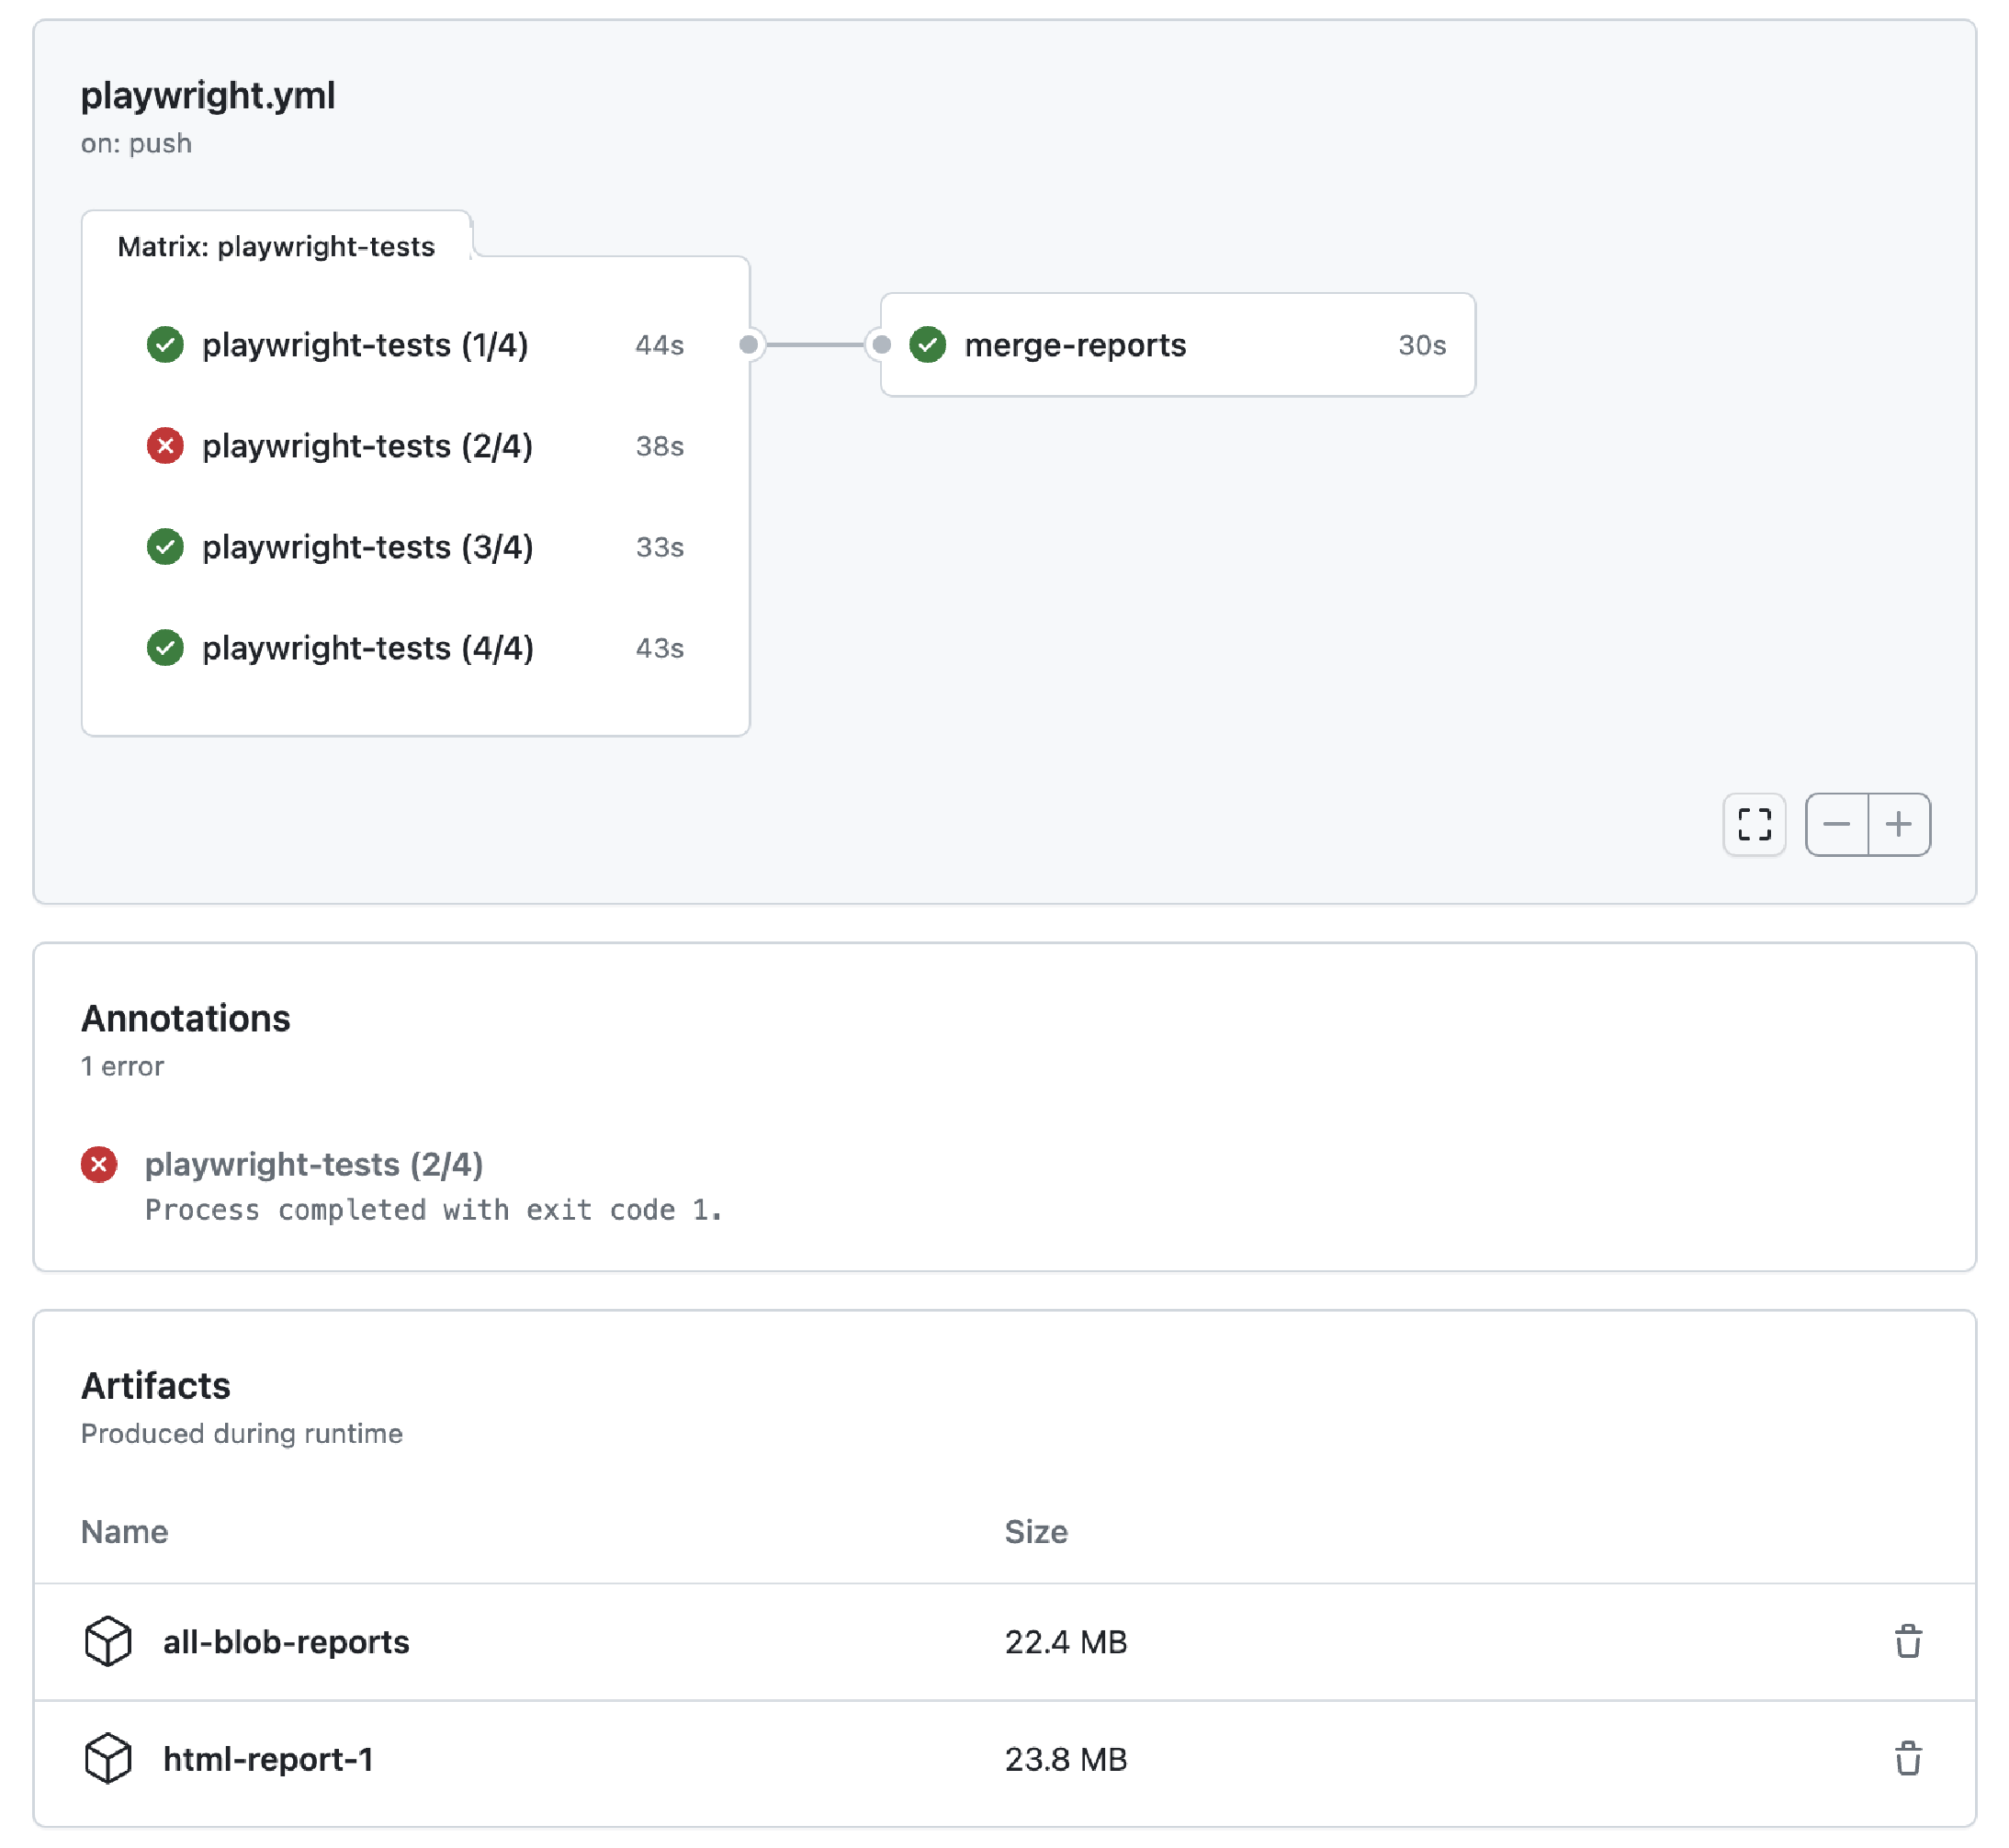 playwright.yml
on: push
Matrix: playwright-tests
playwright-tests (1/4) 44s
merge-reports 30s
playwright-tests (2/4) 38s
playwright-tests (3/4) 33s
playwright-tests (4/4) 43s
Annotations
1 error
playwright-tests (2/4)
Process completed with exit code 1.
Artifacts
Produced during runtime
Name Size
all-blob-reports 22.4 MB
html-report-1 23.8 MB